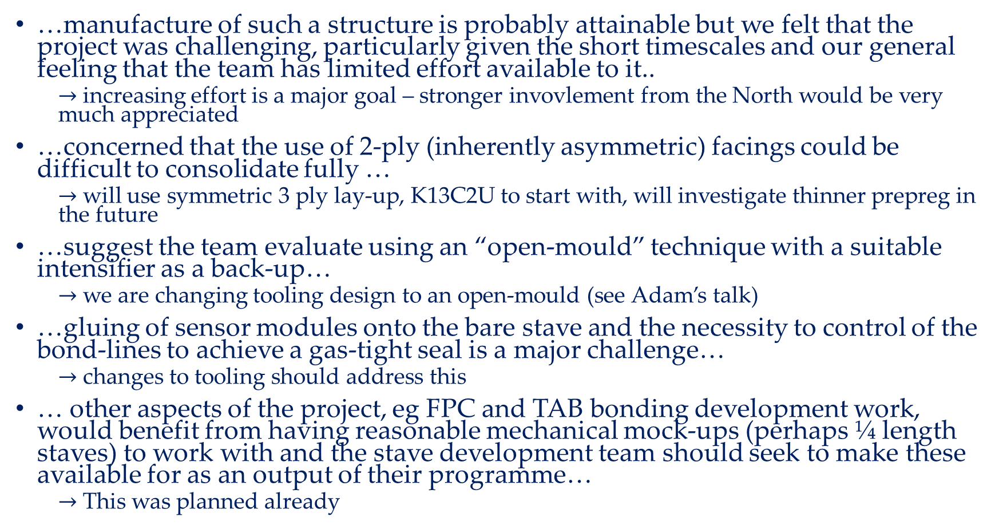 • …manufacture of such a structure is probably attainable but we felt that the
project was challenging, particularly given the short timescales and our general
feeling that the team has limited effort available to it..
→ increasing effort is a major goal – stronger invovlement from the North would be very
much appreciated
• …concerned that the use of 2-ply (inherently asymmetric) facings could be
difficult to consolidate fully …
→ will use symmetric 3 ply lay-up, K13C2U to start with, will investigate thinner prepreg in
the future
• …suggest the team evaluate using an “open-mould” technique with a suitable
intensifier as a back-up…
→ we are changing tooling design to an open-mould (see Adam’s talk)
• …gluing of sensor modules onto the bare stave and the necessity to control of the
bond-lines to achieve a gas-tight seal is a major challenge…
→ changes to tooling should address this
• … other aspects of the project, eg FPC and TAB bonding development work,
would benefit from having reasonable mechanical mock-ups (perhaps ¼ length
staves) to work with and the stave development team should seek to make these
available for as an output of their programme…
→ This was planned already